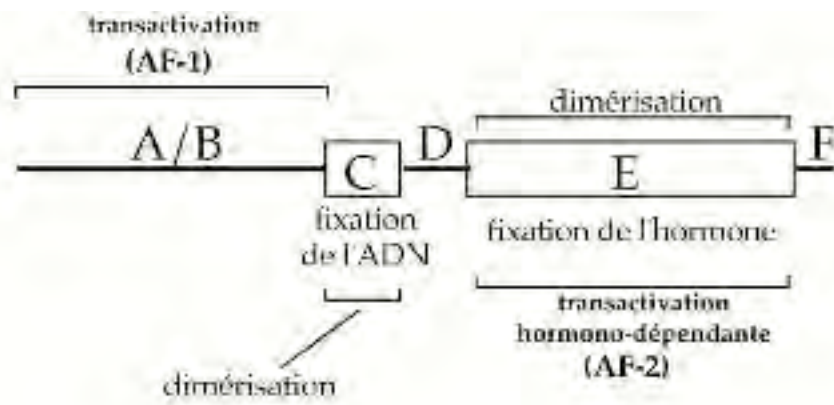 transactivation
(AF-1)
dimérisation
A/B
C
D
E
F
fixation
de l'ADN
fixation de l'hormone
transactivation
hormono-dépendante
(AF-2)
dimérisation